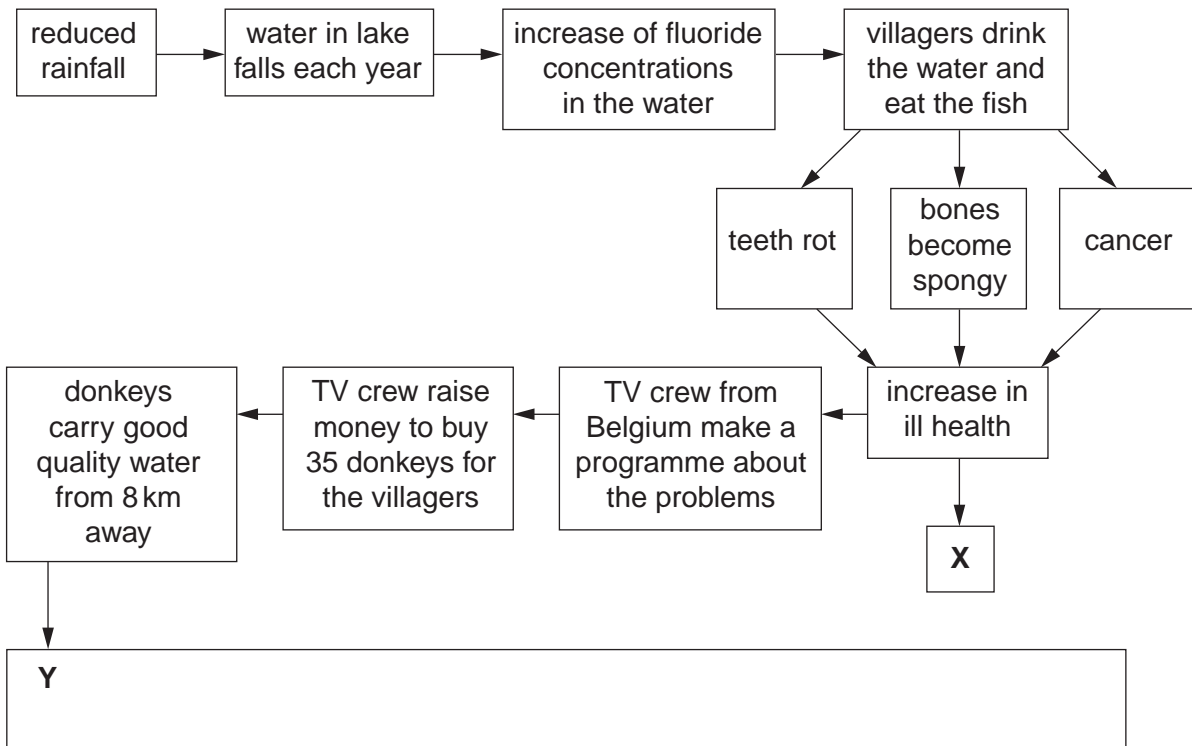 reduced
rainfall
water in lake
falls each year
increase of fluoride
concentrations
in the water
villagers drink
the water and
eat the fish
teeth rot
bones
become
spongy
cancer
increase in
ill health
TV crew from
Belgium make a
programme about
the problems
TV crew raise
money to buy
35 donkeys for
the villagers
donkeys
carry good
quality water
from 8 km
away
X
Y